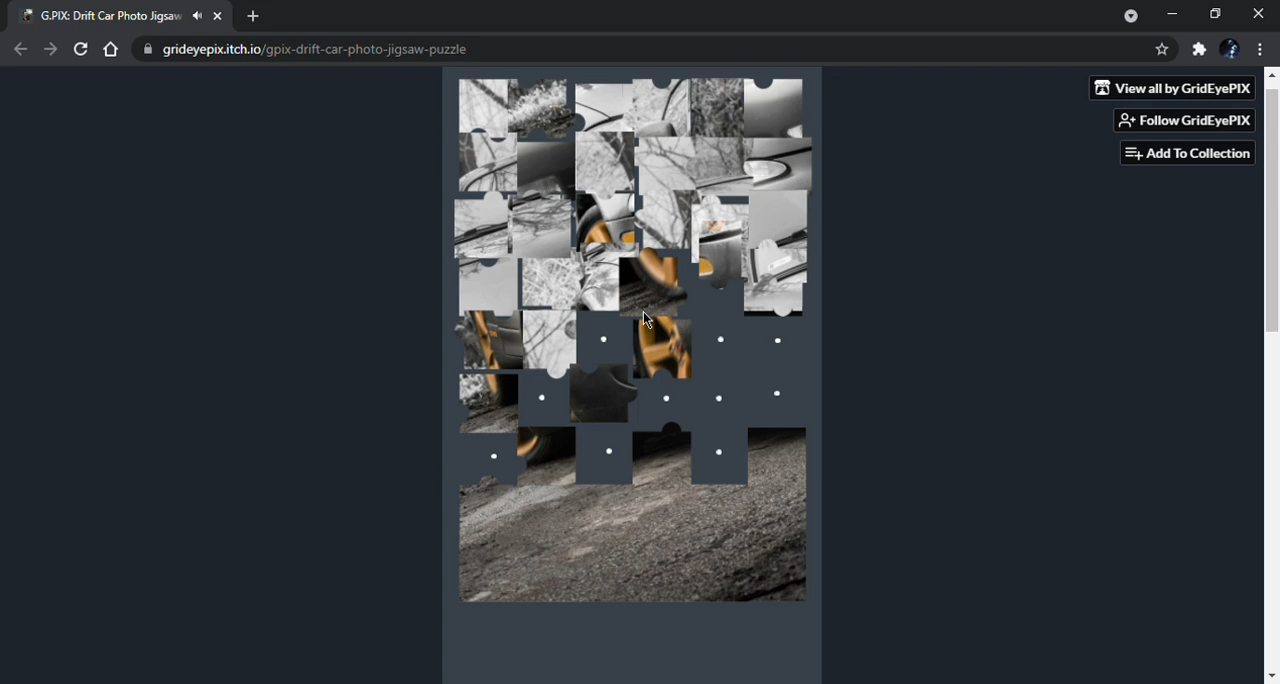 G.PIX: Drift Car Photo Jigsaw
grideyepix.itch.io/gpix-drift-car-photo-jigsaw-puzzle
View all by GridEyePIX
Follow GridEyePIX
Add To Collection